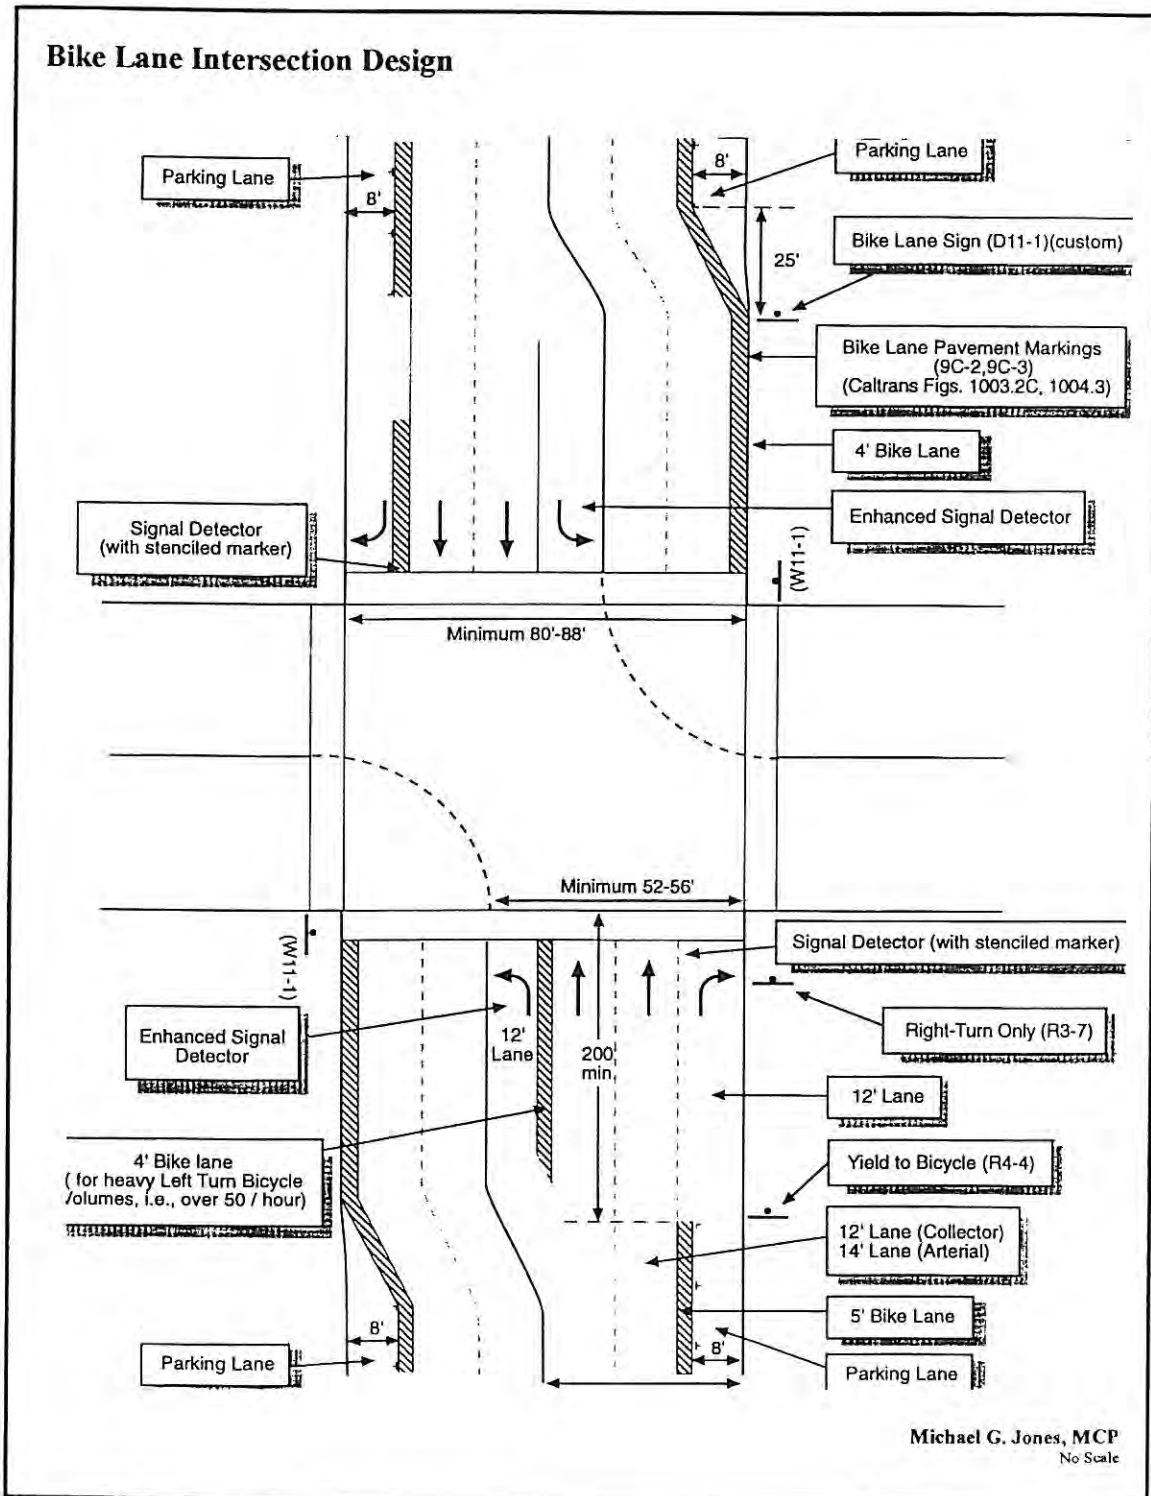 Bike Lane Intersection Design
Parking Lane
8'
8'
Parking Lane
Bike Lane Sign (D11-1)(custom)
25'
Bike Lane Pavement Markings
(9C-2,9C-3)
(Caltrans Figs. 1003.2C, 1004.3)
4' Bike Lane
Enhanced Signal Detector
Signal Detector
(with stenciled marker)
(W11-1)
Minimum 80'-88'
Minimum 52-56'
(W11-1)
Signal Detector (with stenciled marker)
Right-Turn Only (R3-7)
Enhanced Signal
Detector
12'
Lane
200'
min.
12' Lane
4' Bike lane
( for heavy Left Turn Bicycle
/olumes, i.e., over 50 / hour)
Yield to Bicycle (R4-4)
12' Lane (Collector)
14' Lane (Arterial)
5' Bike Lane
8'
Parking Lane
8'
Parking Lane
Michael G. Jones, MCP
No Scale